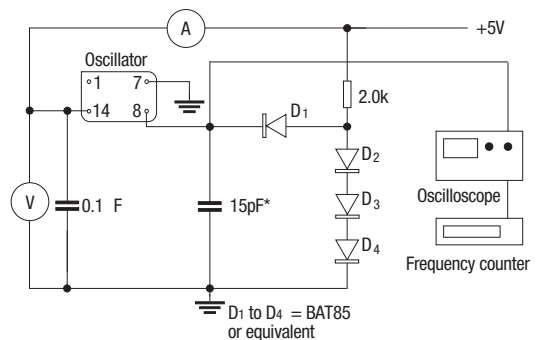 A
+5V
Oscillator
1 7
14 8
2.0k
D1
D2
V
0.1 F
15pF*
D3
Oscilloscope
D4
Frequency counter
D1 to D4 = BAT85
or equivalent